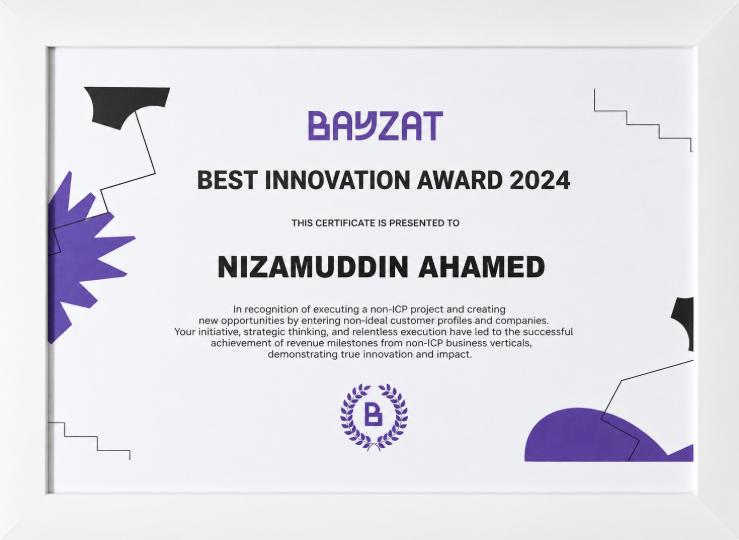 BAYZAT
BEST INNOVATION AWARD 2024
THIS CERTIFICATE IS PRESENTED TO
NIZAMUDDIN AHAMED
In recognition of executing a non-ICP project and creating
new opportunities by entering non-ideal customer profiles and companies.
Your initiative, strategic thinking, and relentless execution have led to the successful
achievement of revenue milestones from non-ICP business verticals,
demonstrating true innovation and impact.
B